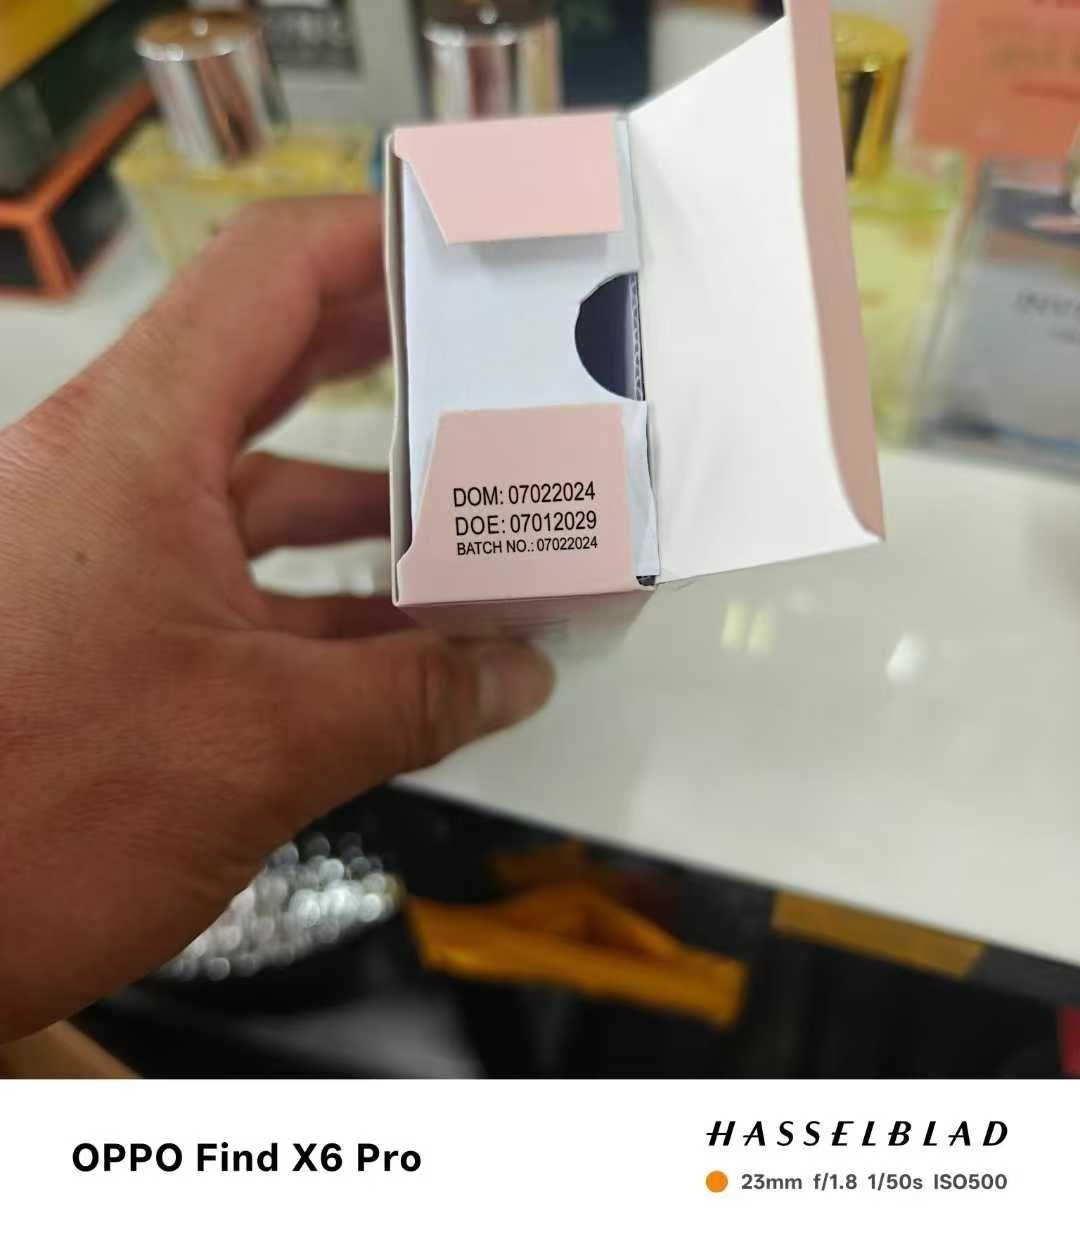 DOM: 07022024
DOE: 07012029
BATCH NO.: 07022024
OPPO Find X6 Pro
HASSELBLAD
23mm f/1.8 1/50s ISO500